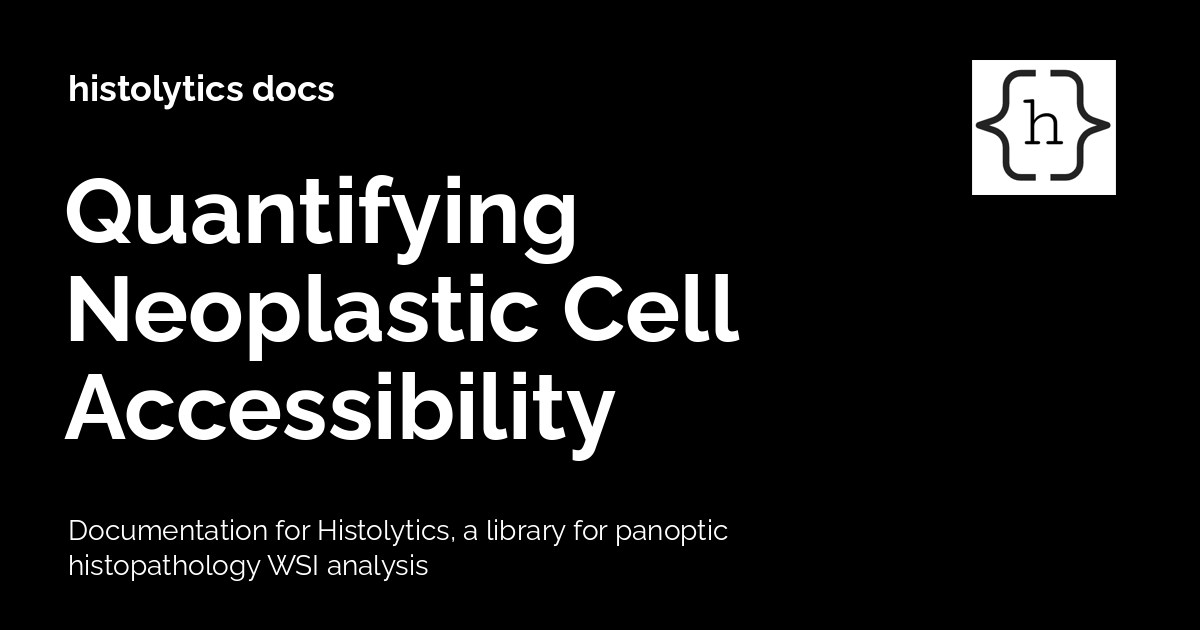 histolytics docs
{h}
Quantifying
Neoplastic Cell
Accessibility
Documentation for Histolytics, a library for panoptic
histopathology WSI analysis